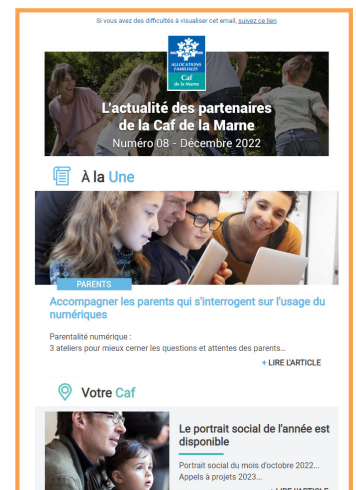 Si vous avez des difficultés à visualiser cet email, suivez ce lien
ALLOCATIONS
FAMILIALES
Caf
de la Marne
L'actualité des partenaires
de la Caf de la Marne
Numéro 08 - Décembre 2022
À la Une
PARENTS
Accompagner les parents qui s'interrogent sur l'usage du
numériques
Parentalité numérique :
3 ateliers pour mieux cerner les questions et attentes des parents...
+ LIRE L'ARTICLE
Votre Caf
Le portrait social de l'année est
disponible
Portrait social du mois d'octobre 2022...
Appels à projets 2023...
+ LIRE L'ARTICLE